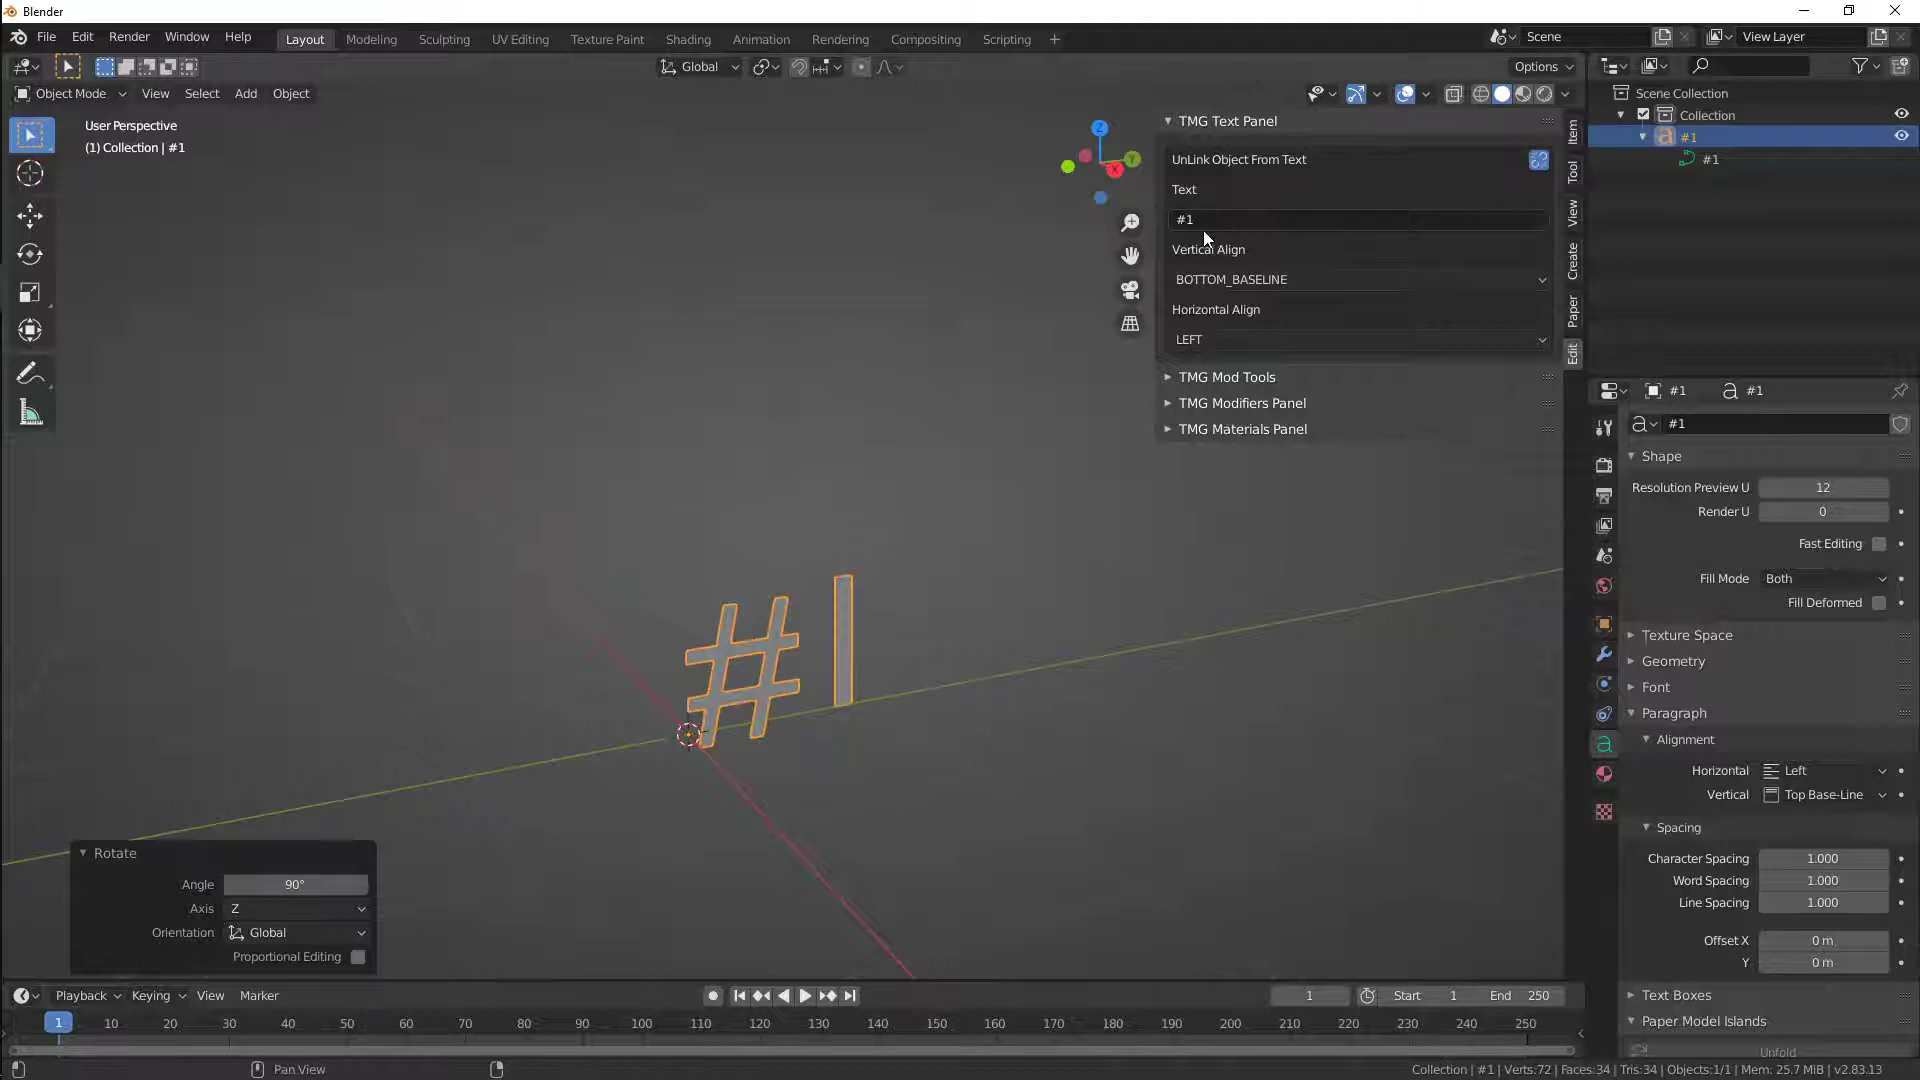 Blender
File Edit Render Window Help Layout Modeling Sculpting UV Editing Texture Paint Shading Animation Rendering Compositing Scripting + Scene View Layer
Global Options
Object Mode View Select Add Object
User Perspective
(1) Collection | #1
Z
Y
X
TMG Text Panel
UnLink Object From Text
Text
#1
Vertical Align
BOTTOM_BASELINE
Horizontal Align
LEFT
TMG Mod Tools
TMG Modifiers Panel
TMG Materials Panel
Item
Tool
View
Create
Paper
Edit
Scene Collection
Collection
#1
#1
#1 #1
#1
Shape
Resolution Preview U 12
Render U 0
Fast Editing
Fill Mode Both
Fill Deformed
Texture Space
Geometry
Font
Paragraph
Alignment
Horizontal Left
Vertical Top Base-Line
Spacing
Character Spacing 1.000
Word Spacing 1.000
Line Spacing 1.000
Offset X 0 m
Y 0 m
Text Boxes
Paper Model Islands
Unfold
#|
Rotate
Angle 90°
Axis Z
Orientation Global
Proportional Editing
Playback Keying View Marker 1 Start 1 End 250
1 10 20 30 40 50 60 70 80 90 100 110 120 130 140 150 160 170 180 190 200 210 220 230 240 250
Pan View
Collection | #1 | Verts:72 | Faces:34 | Tris:34 | Objects:1/1 | Mem: 25.7 MiB | v2.83.13